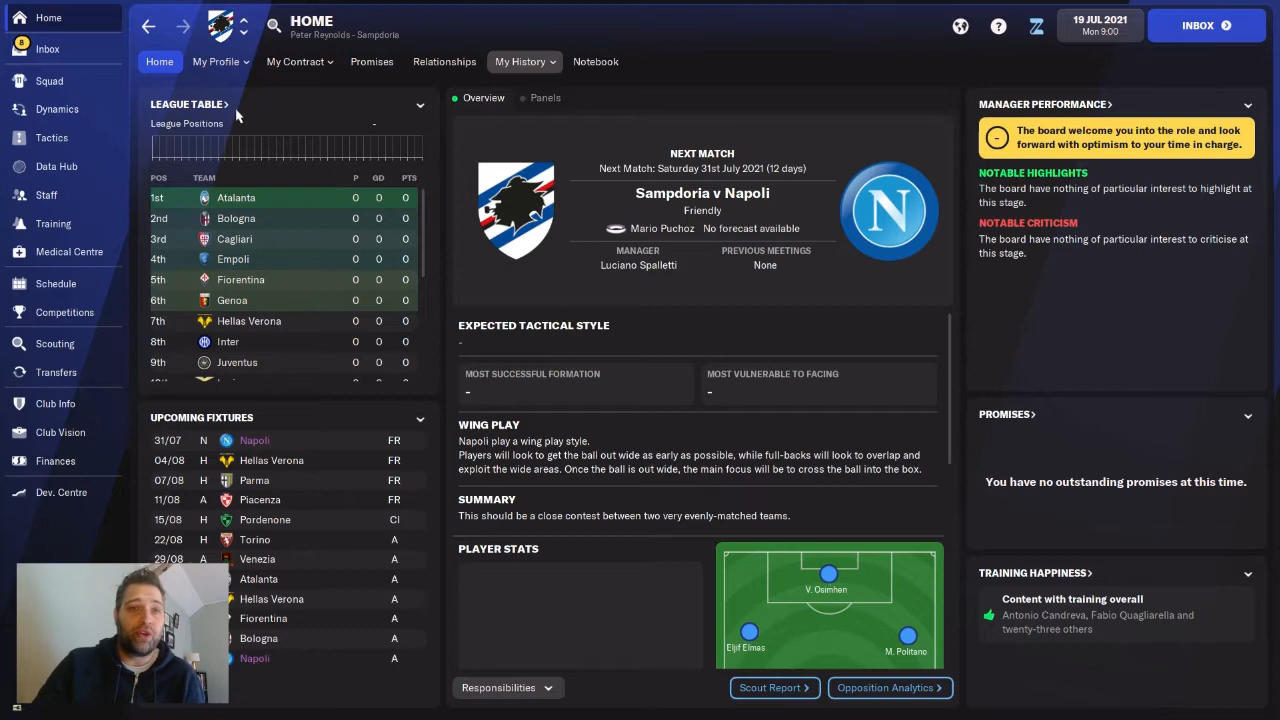 Home
8
Inbox
Squad
Dynamics
Tactics
Data Hub
Staff
Training
Medical Centre
Schedule
Competitions
Scouting
Transfers
Club Info
Club Vision
Finances
Dev. Centre
HOME
Peter Reynolds - Sampdoria
19 JUL 2021
Mon 9:00
INBOX
Home
My Profile
My Contract
Promises
Relationships
My History
Notebook
LEAGUE TABLE>
League Positions -
POS TEAM P GD PTS
1st Atalanta 0 0 0
2nd Bologna 0 0 0
3rd Cagliari 0 0 0
4th Empoli 0 0 0
5th Fiorentina 0 0 0
6th Genoa 0 0 0
7th Hellas Verona 0 0 0
8th Inter 0 0 0
9th Juventus 0 0 0
UPCOMING FIXTURES
31/07 N Napoli FR
04/08 H Hellas Verona FR
07/08 H Parma FR
11/08 A Piacenza FR
15/08 H Pordenone CI
22/08 H Torino A
29/08 A Venezia A
Atalanta A
Hellas Verona A
Fiorentina A
Bologna A
Napoli A
Overview
Panels
NEXT MATCH
Next Match: Saturday 31st July 2021 (12 days)
Sampdoria v Napoli
Friendly
Mario Puchoz No forecast available
MANAGER PREVIOUS MEETINGS
Luciano Spalletti None
N
EXPECTED TACTICAL STYLE
-
MOST SUCCESSFUL FORMATION
-
MOST VULNERABLE TO FACING
-
WING PLAY
Napoli play a wing play style.
Players will look to get the ball out wide as early as possible, while full-backs will look to overlap and
exploit the wide areas. Once the ball is out wide, the main focus will be to cross the ball into the box.
SUMMARY
This should be a close contest between two very evenly-matched teams.
PLAYER STATS
V. Osimhen
Eljif Elmas
M. Politano
Responsibilities
Scout Report >
Opposition Analytics >
MANAGER PERFORMANCE>
The board welcome you into the role and look
forward with optimism to your time in charge.
NOTABLE HIGHLIGHTS
The board have nothing of particular interest to highlight at
this stage.
NOTABLE CRITICISM
The board have nothing of particular interest to criticise at
this stage.
PROMISES>
You have no outstanding promises at this time.
TRAINING HAPPINESS>
Content with training overall
Antonio Candreva, Fabio Quagliarella and
twenty-three others